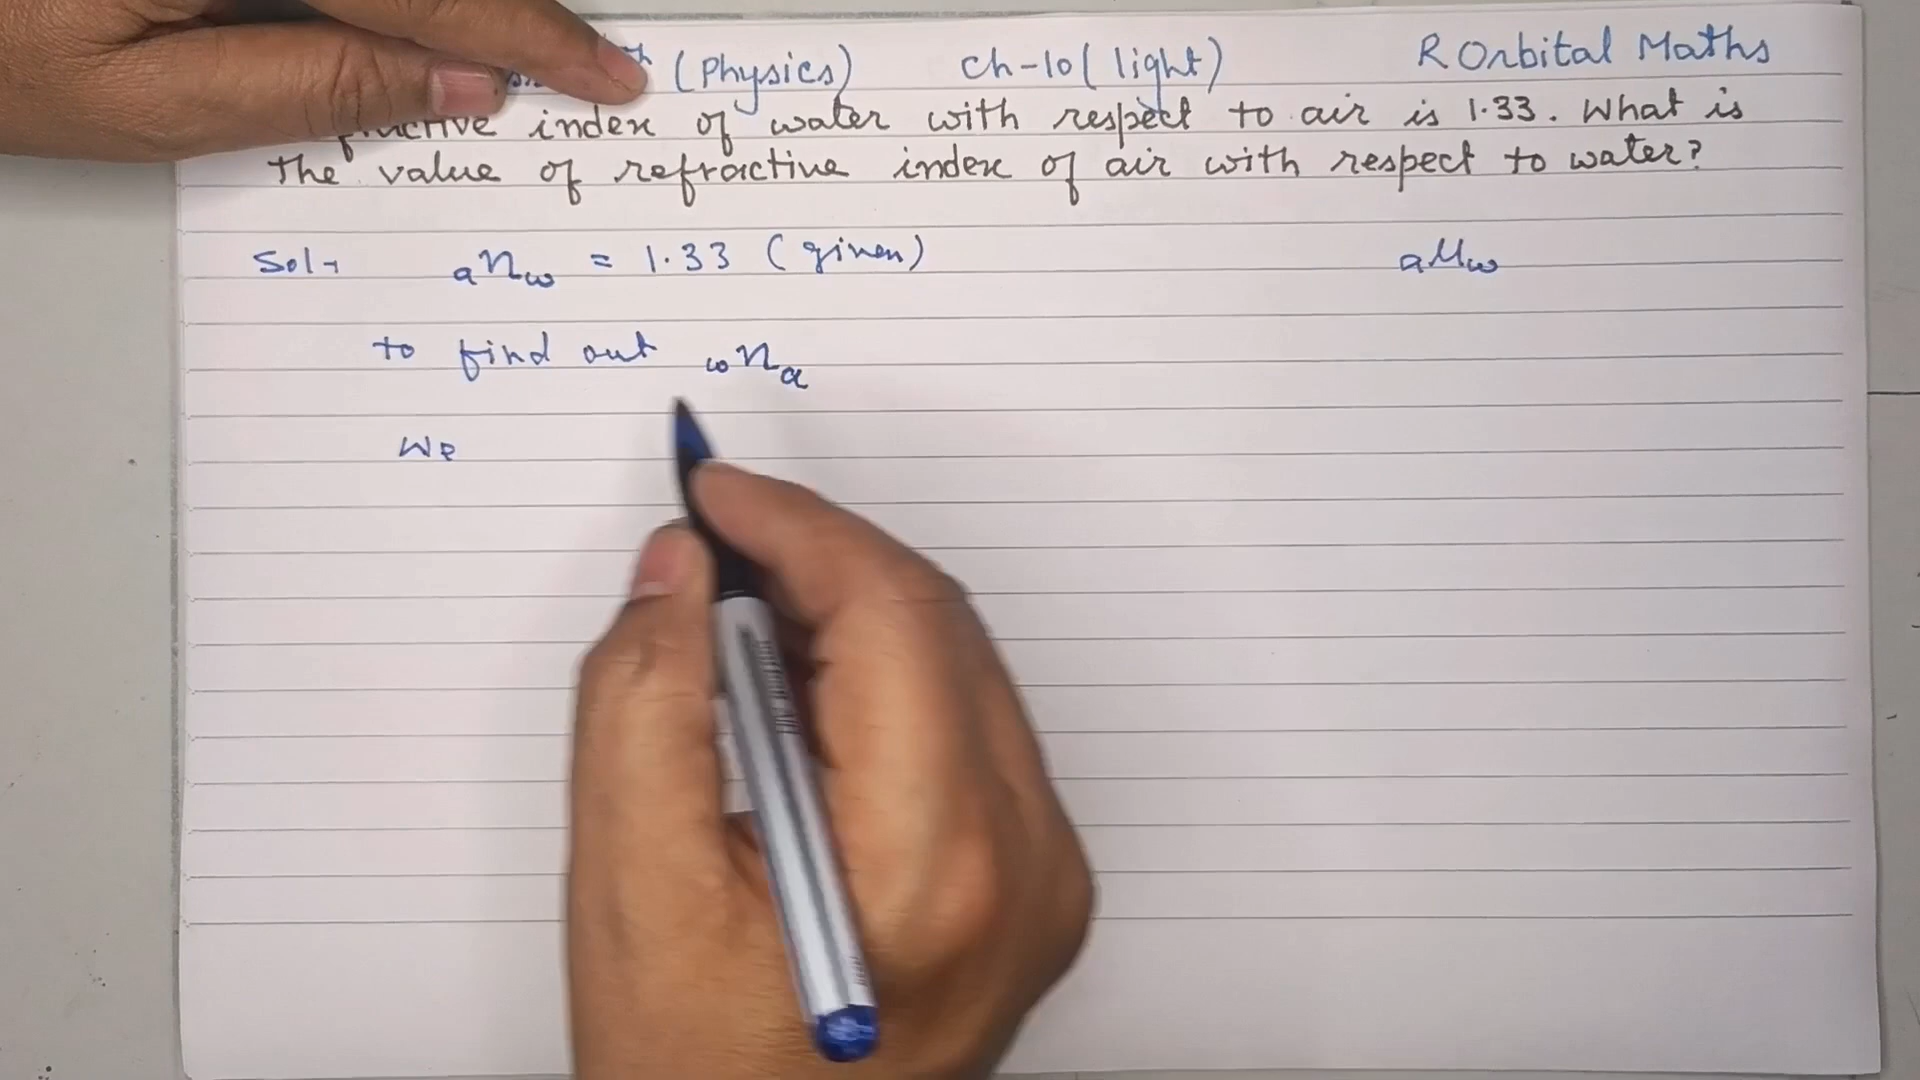 (Physics) Ch-10 (light) R Orbital Maths
index of water with respect to air is 1.33. What is
the value of refractive index of air with respect to water?
Sol→ anw = 1.33 (given) aμw
to find out wna
We